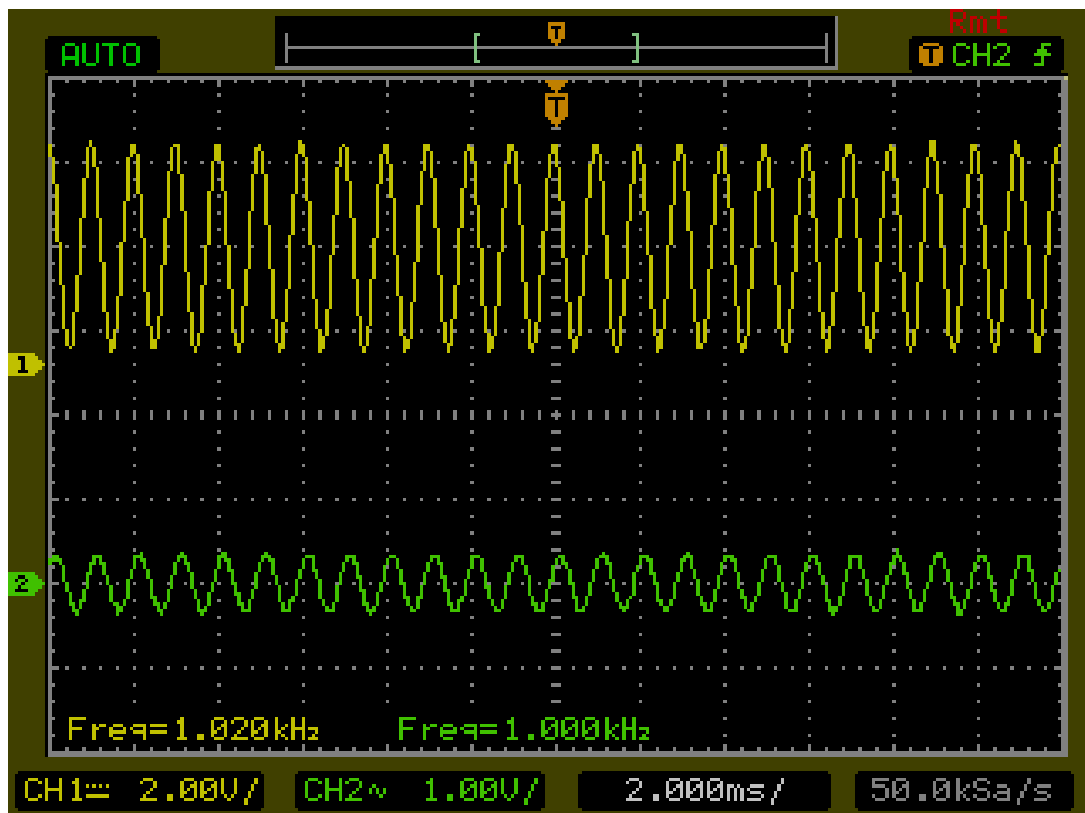 Rmt
AUTO T T CH2
T
1
2
Freq=1.020kHz Freq=1.000kHz
CH1 2.00V/ CH2~ 1.00V/ 2.000ms/ 50.0kSa/s